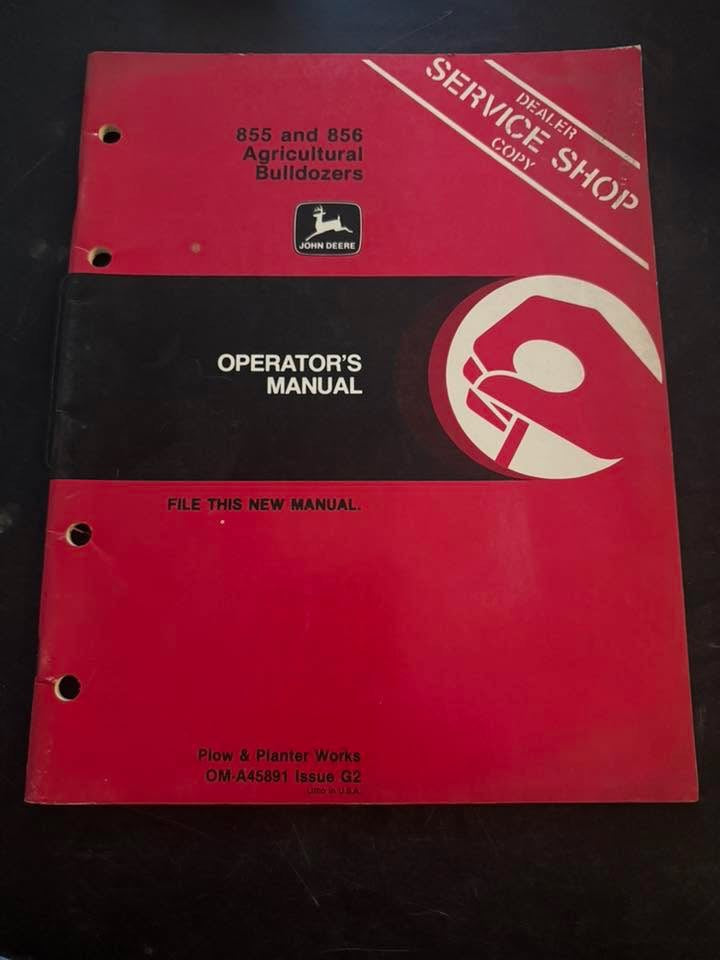 DEALER
SERVICE SHOP
COPY
855 and 856
Agricultural
Bulldozers
JOHN DEERE
OPERATOR'S
MANUAL
FILE THIS NEW MANUAL.
Plow & Planter Works
OM-A45891 Issue G2
Litho in U.S.A.